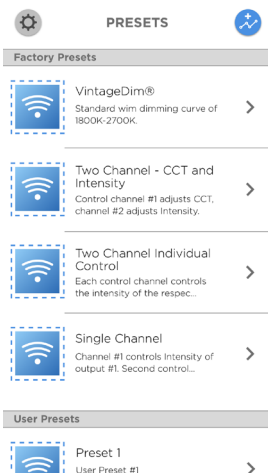 PRESETS
Factory Presets
VintageDim®
Standard wim dimming curve of
1800K-2700K.
Two Channel - CCT and
Intensity
Control channel #1 adjusts CCT,
channel #2 adjusts Intensity.
Two Channel Individual
Control
Each control channel controls
the intensity of the respec...
Single Channel
Channel #1 controls Intensity of
output #1. Second control...
User Presets
Preset 1
User Preset #1